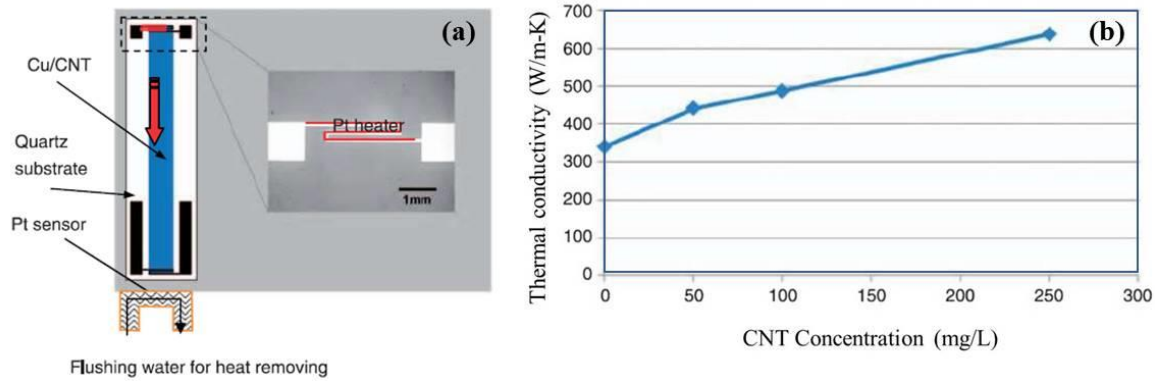 (a)
Cu/CNT
Quartz
substrate
Pt sensor
Pt heater
1mm
Flushing water for heat removing
(b)
Thermal conductivity (W/m-K)
700
600
500
400
300
200
100
0
0 50 100 150 200 250 300
CNT Concentration (mg/L)